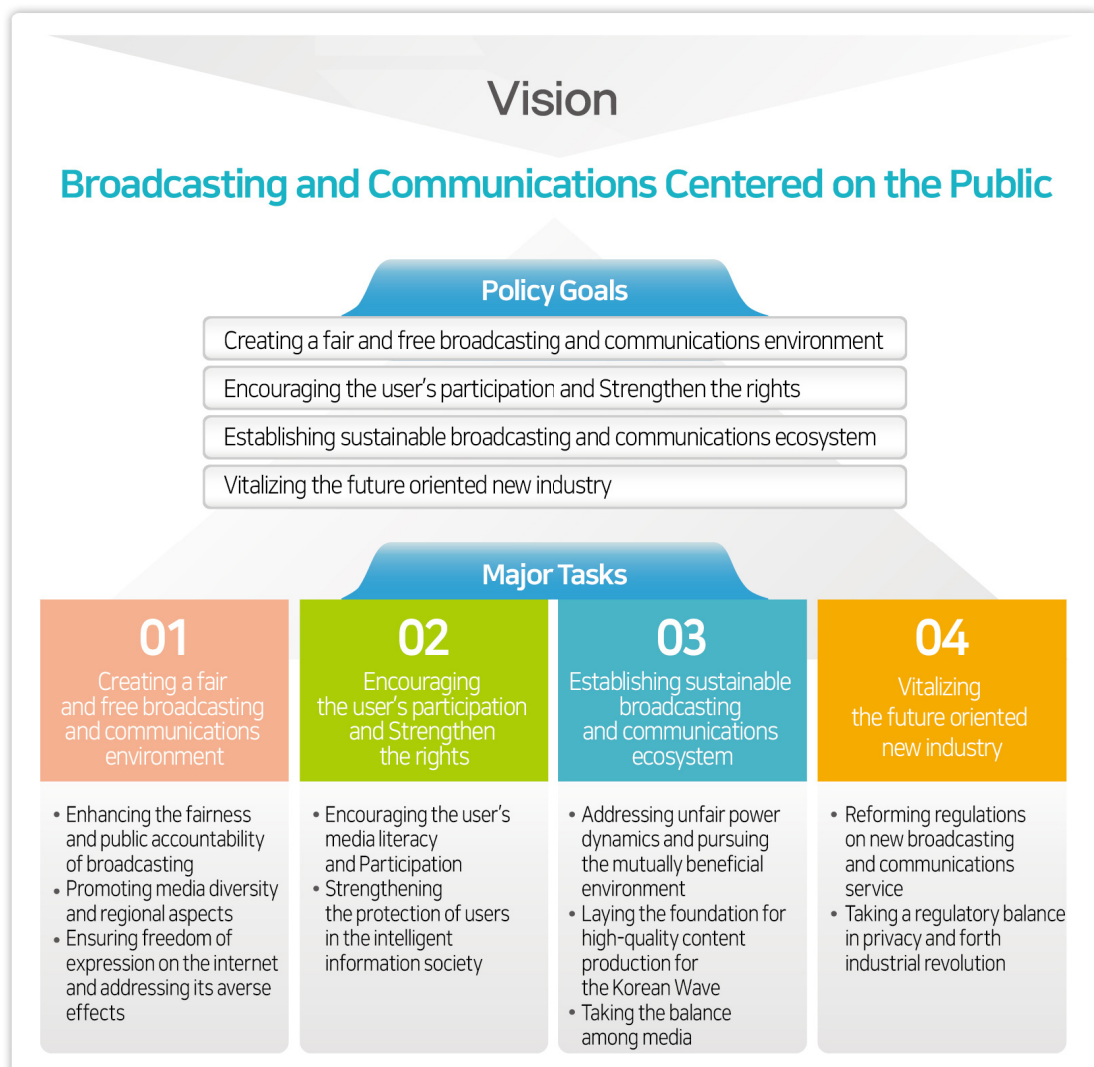 Vision
Broadcasting and Communications Centered on the Public
Policy Goals
Creating a fair and free broadcasting and communications environment
Encouraging the user's participation and Strengthen the rights
Establishing sustainable broadcasting and communications ecosystem
Vitalizing the future oriented new industry
Major Tasks
01
Creating a fair
and free broadcasting
and communications
environment
• Enhancing the fairness
and public accountability
of broadcasting
• Promoting media diversity
and regional aspects
• Ensuring freedom of
expression on the internet
and addressing its averse
effects
02
Encouraging
the user's participation
and Strengthen
the rights
• Encouraging the user's
media literacy
and Participation
• Strengthening
the protection of users
in the intelligent
information society
03
Establishing sustainable
broadcasting
and communications
ecosystem
• Addressing unfair power
dynamics and pursuing
the mutually beneficial
environment
• Laying the foundation for
high-quality content
production for
the Korean Wave
• Taking the balance
among media
04
Vitalizing
the future oriented
new industry
• Reforming regulations
on new broadcasting
and communications
service
• Taking a regulatory balance
in privacy and forth
industrial revolution